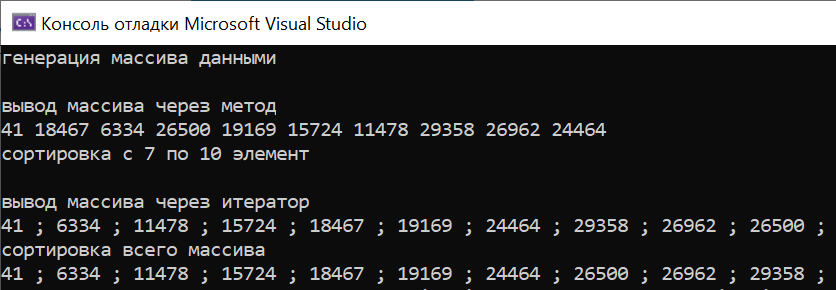 C:\ Консоль отладки Microsoft Visual Studio
генерация массива данными
вывод массива через метод
41 18467 6334 26500 19169 15724 11478 29358 26962 24464
сортировка с 7 по 10 элемент
вывод массива через итератор
41 ; 6334 ; 11478 ; 15724 ; 18467 ; 19169 ; 24464 ; 29358 ; 26962 ; 26500 ;
сортировка всего массива
41 ; 6334 ; 11478 ; 15724 ; 18467 ; 19169 ; 24464 ; 26500 ; 26962 ; 29358 ;